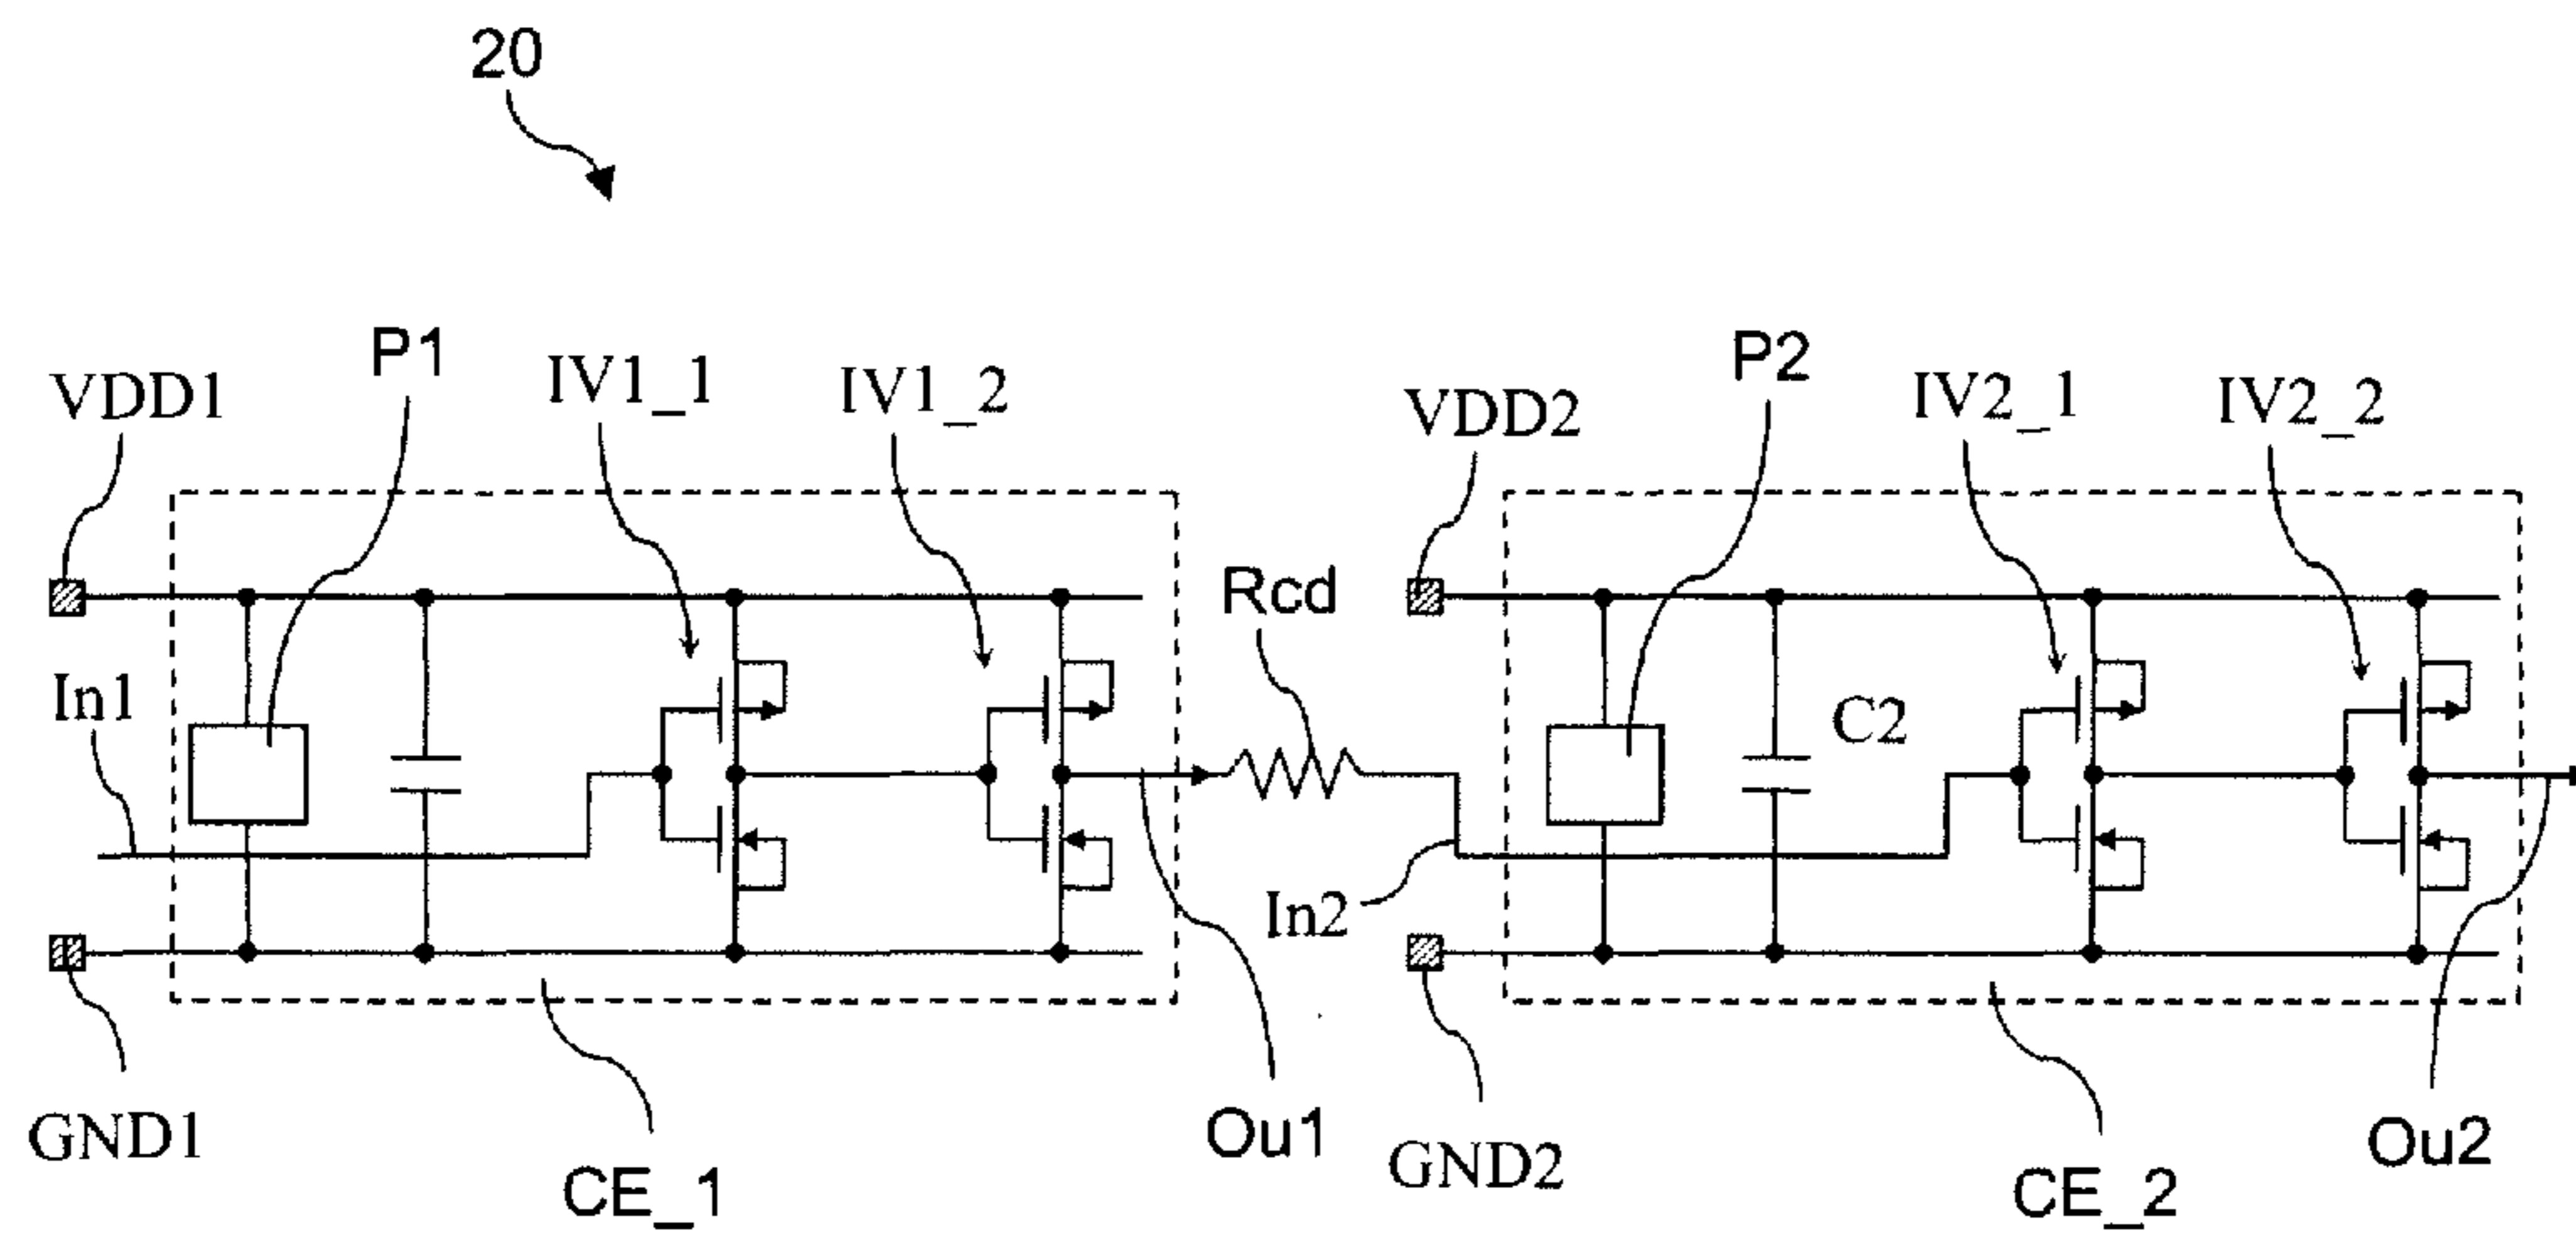 20
P1
IV1_1
IV1_2
VDD1
P2
IV2_1
IV2_2
VDD2
Rcd
In1
C2
In2
GND1
CE_1
Ou1
GND2
CE_2
Ou2